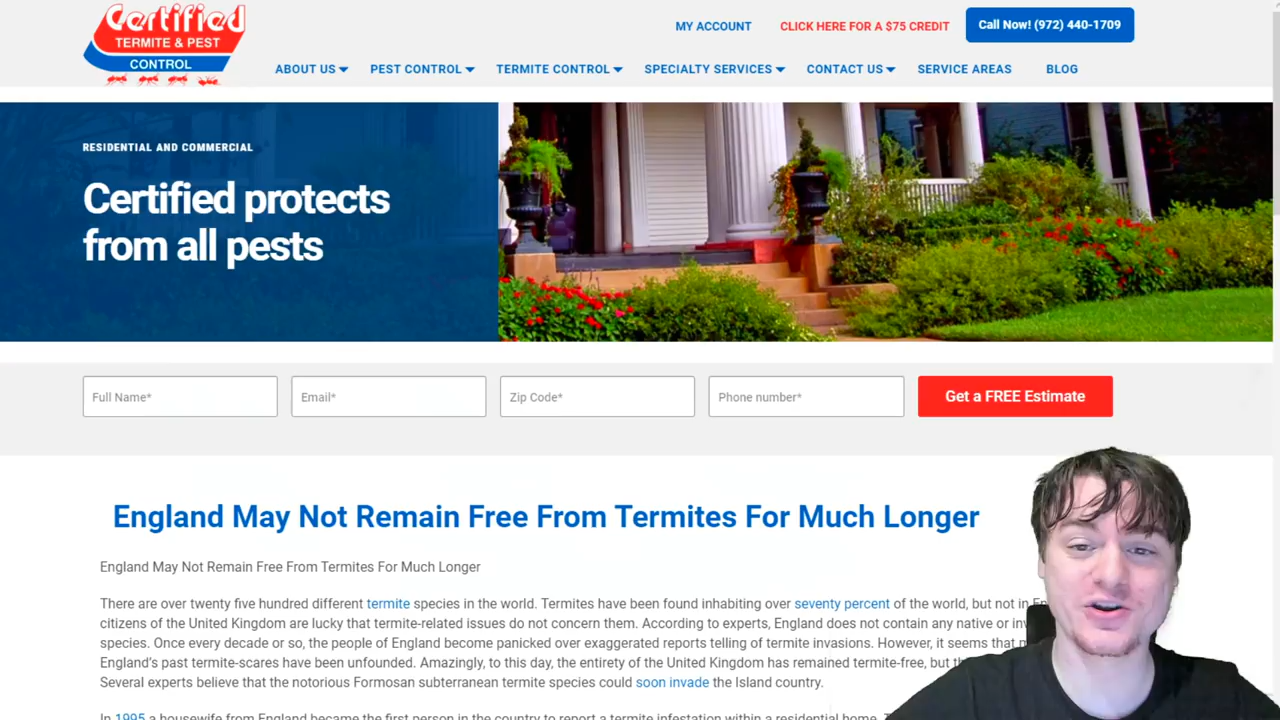 Certified
TERMITE & PEST
CONTROL
MY ACCOUNT
CLICK HERE FOR A $75 CREDIT
Call Now! (972) 440-1709
ABOUT US
PEST CONTROL
TERMITE CONTROL
SPECIALTY SERVICES
CONTACT US
SERVICE AREAS
BLOG
RESIDENTIAL AND COMMERCIAL
Certified protects
from all pests
Full Name*
Email*
Zip Code*
Phone number*
Get a FREE Estimate
England May Not Remain Free From Termites For Much Longer
England May Not Remain Free From Termites For Much Longer
There are over twenty five hundred different termite species in the world. Termites have been found inhabiting over seventy percent of the world, but not in
citizens of the United Kingdom are lucky that termite-related issues do not concern them. According to experts, England does not contain any native or
species. Once every decade or so, the people of England become panicked over exaggerated reports telling of termite invasions. However, it seems that
England's past termite-scares have been unfounded. Amazingly, to this day, the entirety of the United Kingdom has remained termite-free, but
Several experts believe that the notorious Formosan subterranean termite species could soon invade the Island country.
In 1995 a housewife from England became the first person in the country to report a termite infestation within a residential home.